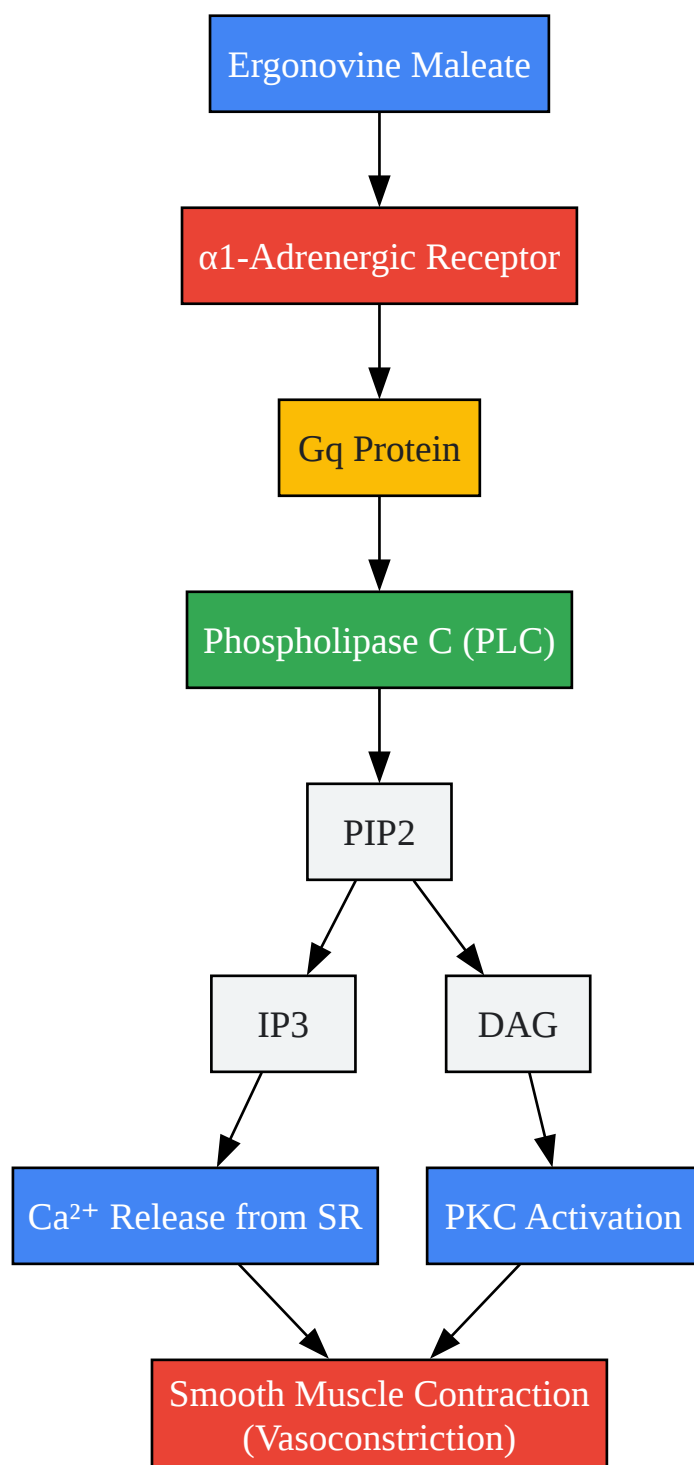 Ergonovine Maleate
α1-Adrenergic Receptor
Gq Protein
Phospholipase C (PLC)
PIP2
IP3
DAG
Ca²⁺ Release from SR
PKC Activation
Smooth Muscle Contraction
(Vasoconstriction)